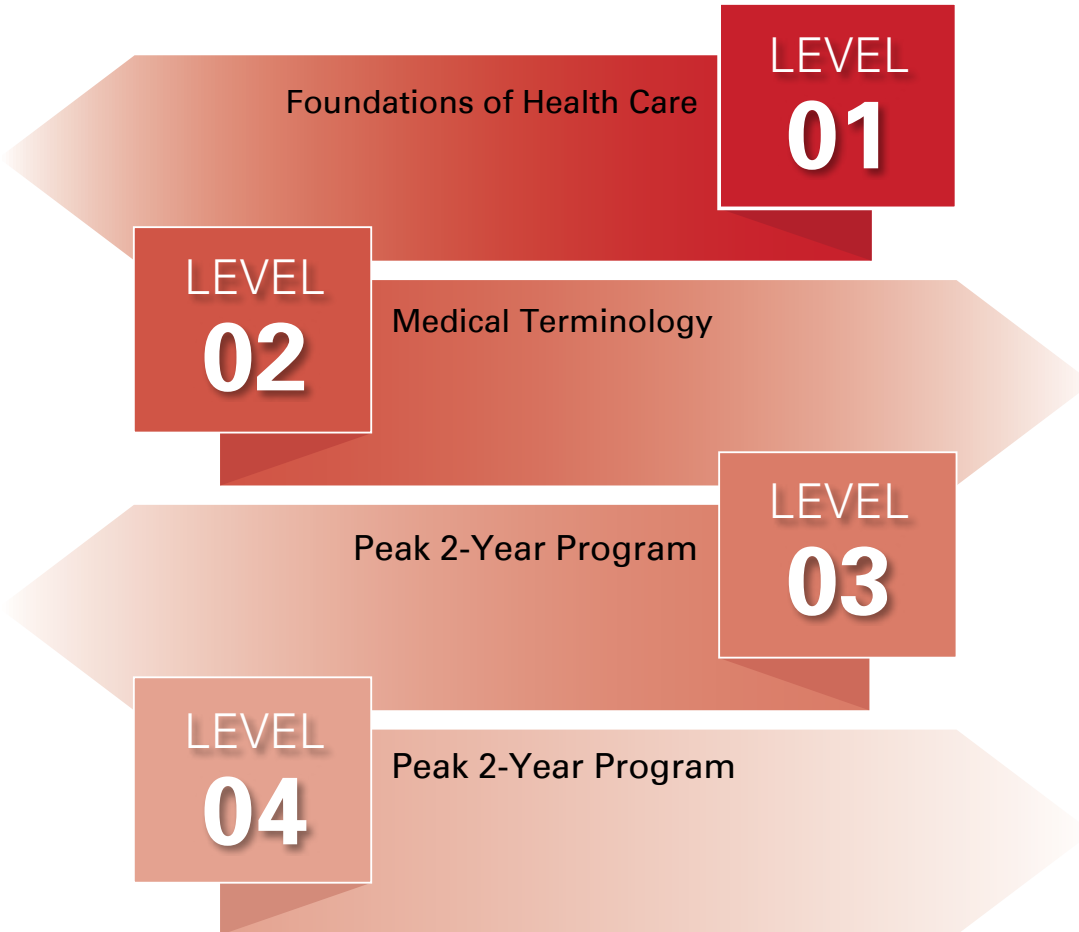 LEVEL
01
Foundations of Health Care
LEVEL
02
Medical Terminology
LEVEL
03
Peak 2-Year Program
LEVEL
04
Peak 2-Year Program